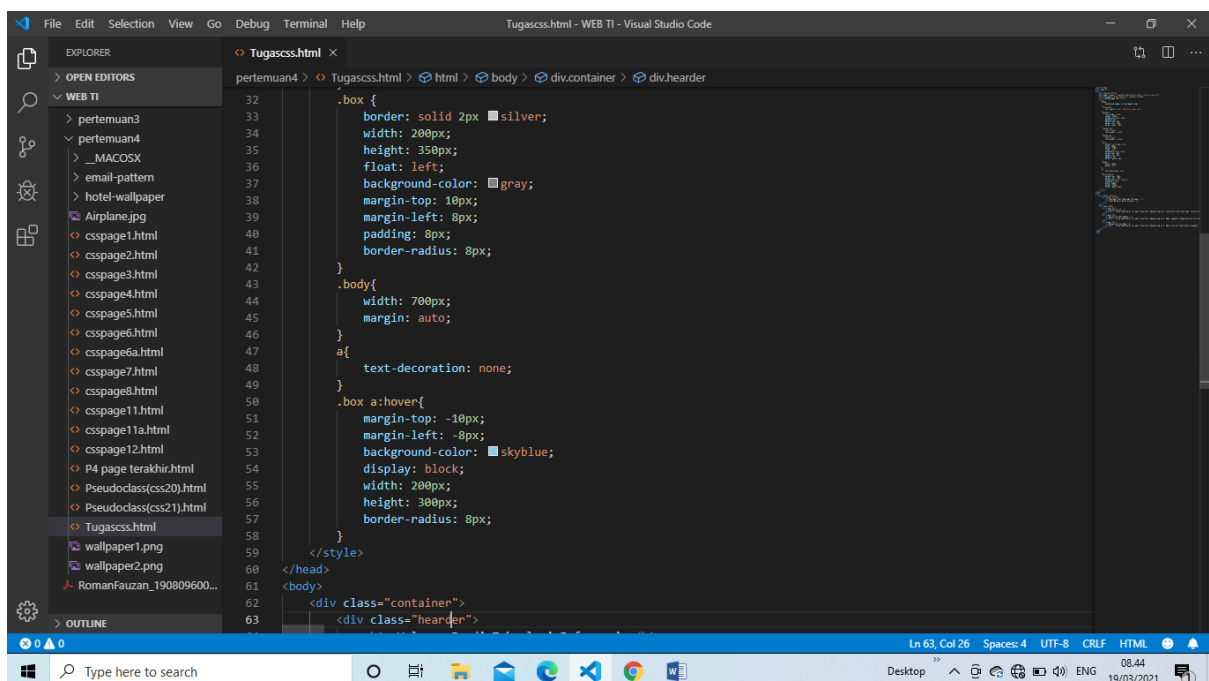 File Edit Selection View Go Debug Terminal Help
Tugascss.html - WEB TI - Visual Studio Code
EXPLORER
OPEN EDITORS
WEB TI
pertemuan3
pertemuan4
__MACOSX
email-pattern
hotel-wallpaper
Airplane.jpg
csspage1.html
csspage2.html
csspage3.html
csspage4.html
csspage5.html
csspage6.html
csspage6a.html
csspage7.html
csspage8.html
csspage11.html
csspage11a.html
csspage12.html
P4 page terakhir.html
Pseudoclass(css20).html
Pseudoclass(css21).html
Tugascss.html
wallpaper1.png
wallpaper2.png
RomanFauzan_190809600...
OUTLINE
Tugascss.html
pertemuan4 > Tugascss.html > html > body > div.container > div.hearder
32 .box {
33 border: solid 2px silver;
34 width: 200px;
35 height: 350px;
36 float: left;
37 background-color: gray;
38 margin-top: 10px;
39 margin-left: 8px;
40 padding: 8px;
41 border-radius: 8px;
42 }
43 .body{
44 width: 700px;
45 margin: auto;
46 }
47 a{
48 text-decoration: none;
49 }
50 .box a:hover{
51 margin-top: -10px;
52 margin-left: -8px;
53 background-color: skyblue;
54 display: block;
55 width: 200px;
56 height: 300px;
57 border-radius: 8px;
58 }
59 </style>
60 </head>
61 <body>
62 <div class="container">
63 <div class="hearder">
0 0
Ln 63, Col 26 Spaces: 4 UTF-8 CRLF HTML
Type here to search
Desktop
ENG
08.44
19/03/2021
1